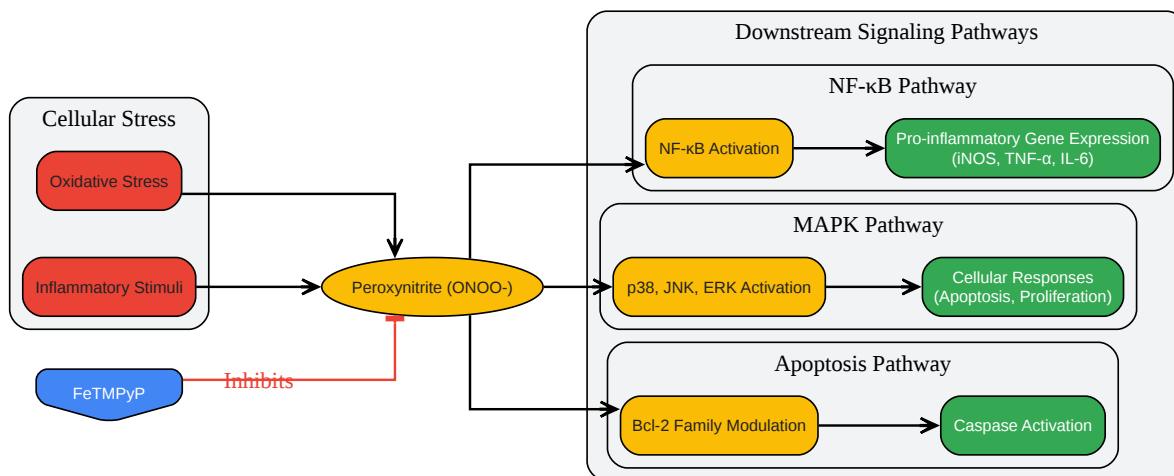 Downstream Signaling Pathways
NF-κB Pathway
Cellular Stress
NF-κB Activation
Pro-inflammatory Gene Expression
(iNOS, TNF-α, IL-6)
Oxidative Stress
MAPK Pathway
Inflammatory Stimuli
Peroxynitrite (ONOO-)
p38, JNK, ERK Activation
Cellular Responses
(Apoptosis, Proliferation)
Apoptosis Pathway
FeTMPyP
Inhibits
Bcl-2 Family Modulation
Caspase Activation